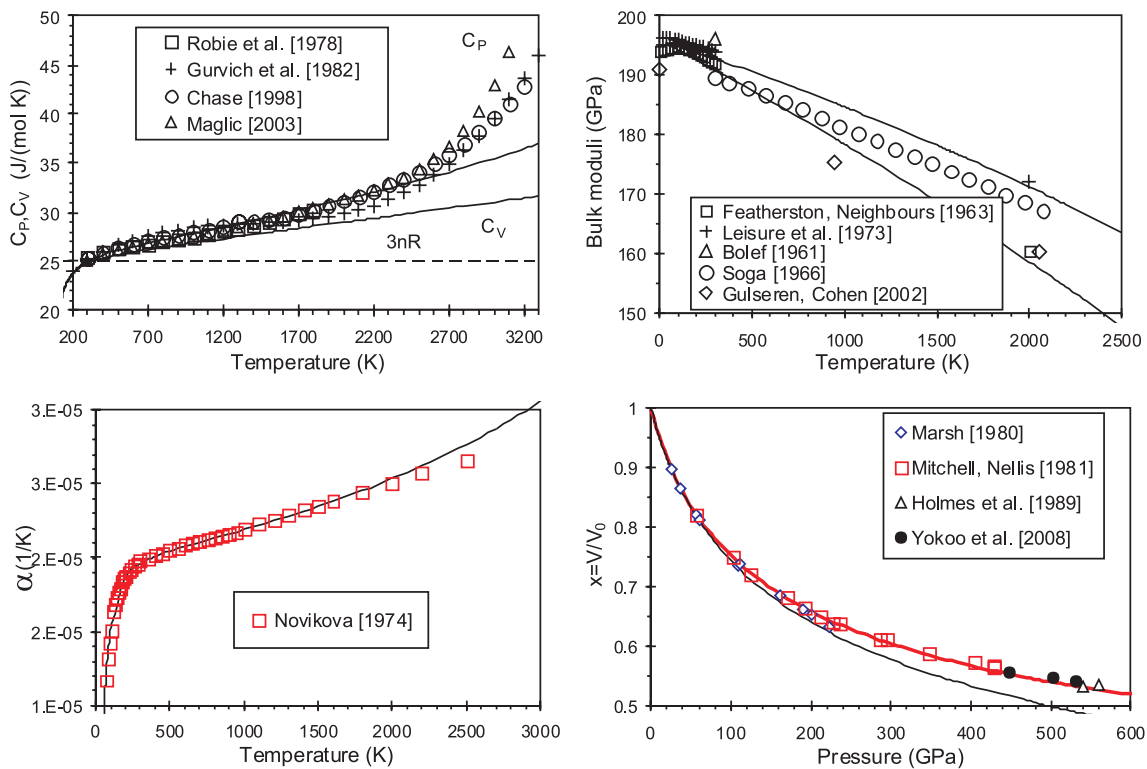 C_P,C_V (J/(mol K))
50
45
40
35
30
25
20
Robie et al. [1978]
Gurvich et al. [1982]
Chase [1998]
Maglic [2003]
C_P
C_V
3nR
200 700 1200 1700 2200 2700 3200
Temperature (K)
Bulk moduli (GPa)
200
190
180
170
160
150
Featherston, Neighbours [1963]
Leisure et al. [1973]
Bolef [1961]
Soga [1966]
Gulseren, Cohen [2002]
0 500 1000 1500 2000 2500
Temperature (K)
α(1/K)
3.E-05
3.E-05
2.E-05
2.E-05
1.E-05
Novikova [1974]
0 500 1000 1500 2000 2500 3000
Temperature (K)
x=V/V_0
1
0.9
0.8
0.7
0.6
0.5
Marsh [1980]
Mitchell, Nellis [1981]
Holmes et al. [1989]
Yokoo et al. [2008]
0 100 200 300 400 500 600
Pressure (GPa)